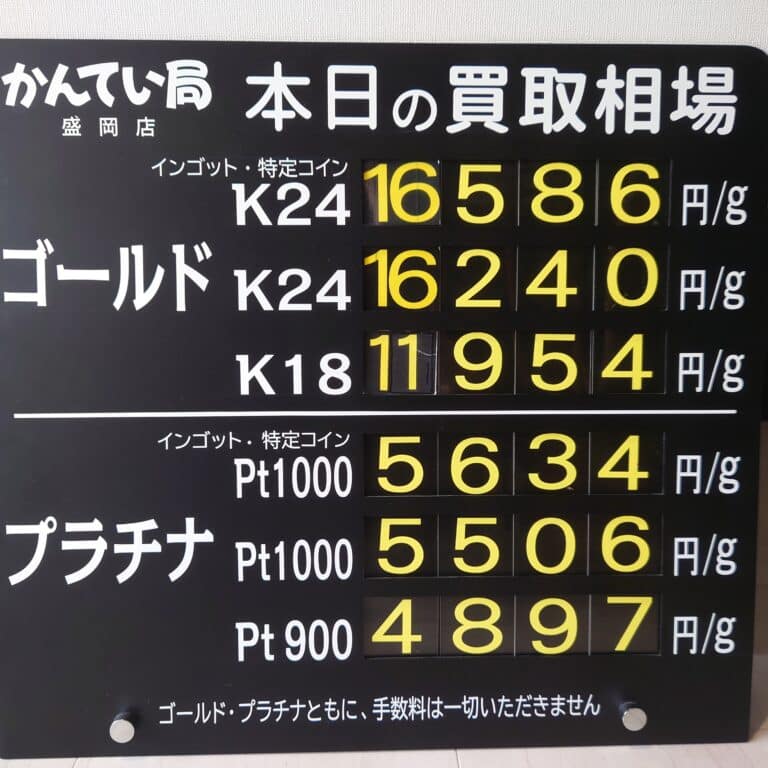 かんてい局 本日の買取相場
盛岡店
インゴット・特定コイン
K24 16586 円/g
ゴールド K24 16240 円/g
K18 11954 円/g
インゴット・特定コイン
Pt1000 5634 円/g
プラチナ Pt1000 5506 円/g
Pt900 4897 円/g
ゴールド・プラチナともに、手数料は一切いただきません